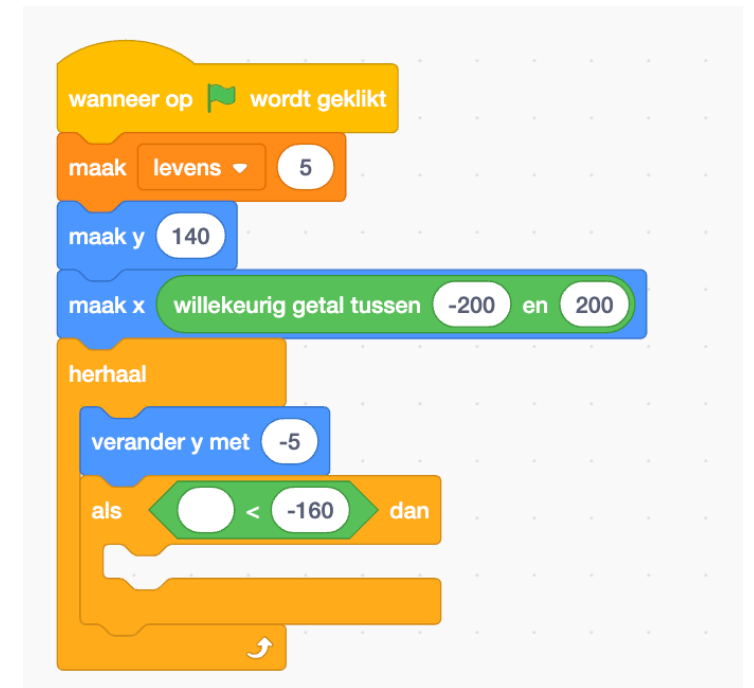 wanneer op wordt geklikt
maak levens 5
maak y 140
maak x willekeurig getal tussen -200 en 200
herhaal
verander y met -5
als < -160 dan